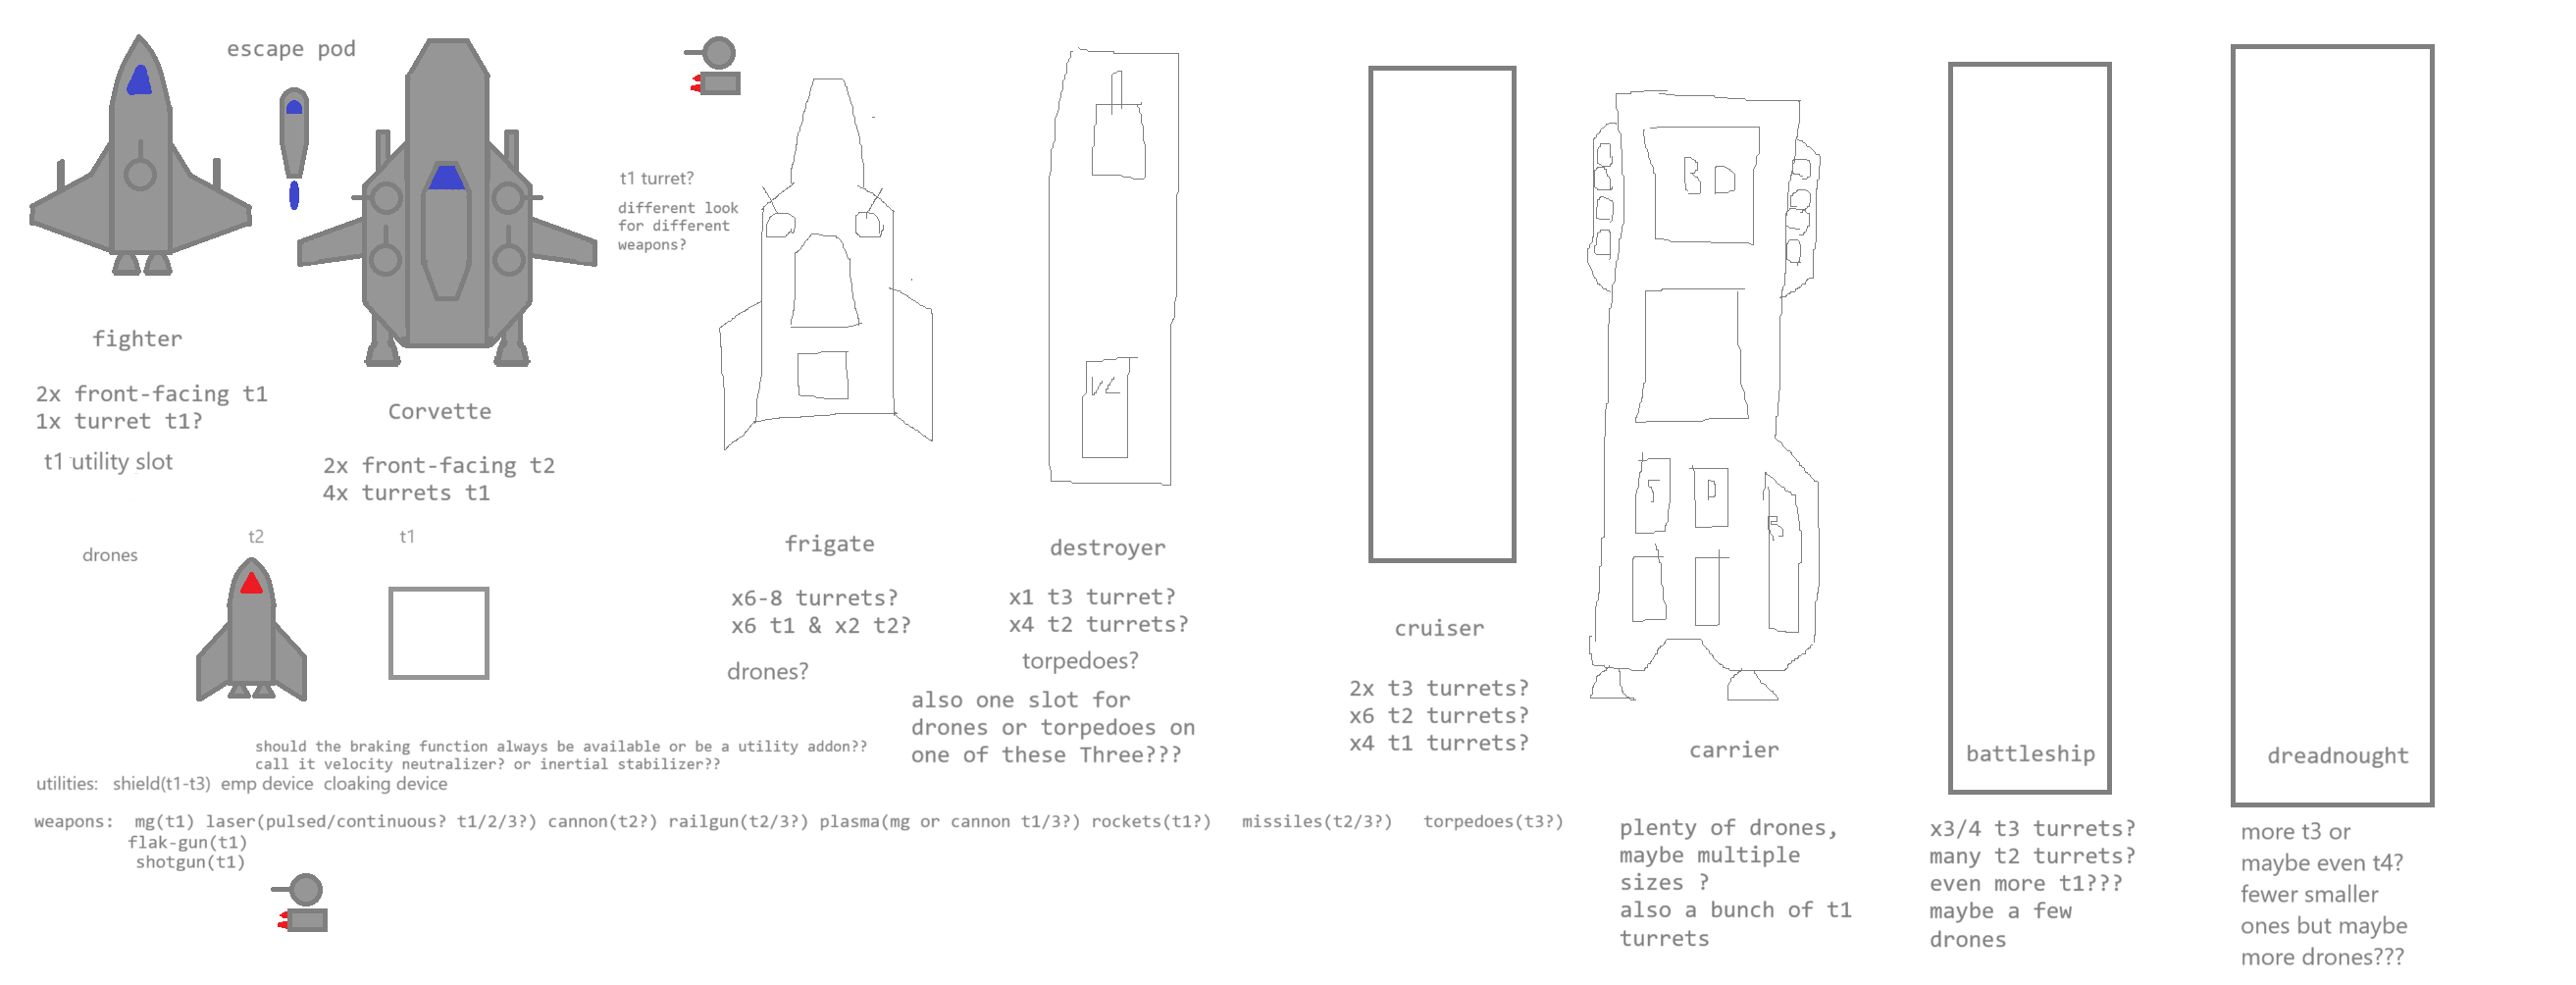 escape pod
fighter
2x front-facing t1
1x turret t1?
t1 utility slot
Corvette
2x front-facing t2
4x turrets t1
t1 turret?
different look
for different
weapons?
drones
t2
t1
frigate
x6-8 turrets?
x6 t1 & x2 t2?
drones?
VL
destroyer
x1 t3 turret?
x4 t2 turrets?
torpedoes?
also one slot for
drones or torpedoes on
one of these Three???
cruiser
2x t3 turrets?
x6 t2 turrets?
x4 t1 turrets?
BD
D
carrier
plenty of drones,
maybe multiple
sizes ?
also a bunch of t1
turrets
battleship
x3/4 t3 turrets?
many t2 turrets?
even more t1???
maybe a few
drones
dreadnought
more t3 or
maybe even t4?
fewer smaller
ones but maybe
more drones???
should the braking function always be available or be a utility addon??
call it velocity neutralizer? or inertial stabilizer??
utilities: shield(t1-t3) emp device cloaking device
weapons: mg(t1) laser(pulsed/continuous? t1/2/3?) cannon(t2?) railgun(t2/3?) plasma(mg or cannon t1/3?) rockets(t1?) missiles(t2/3?) torpedoes(t3?)
flak-gun(t1)
shotgun(t1)